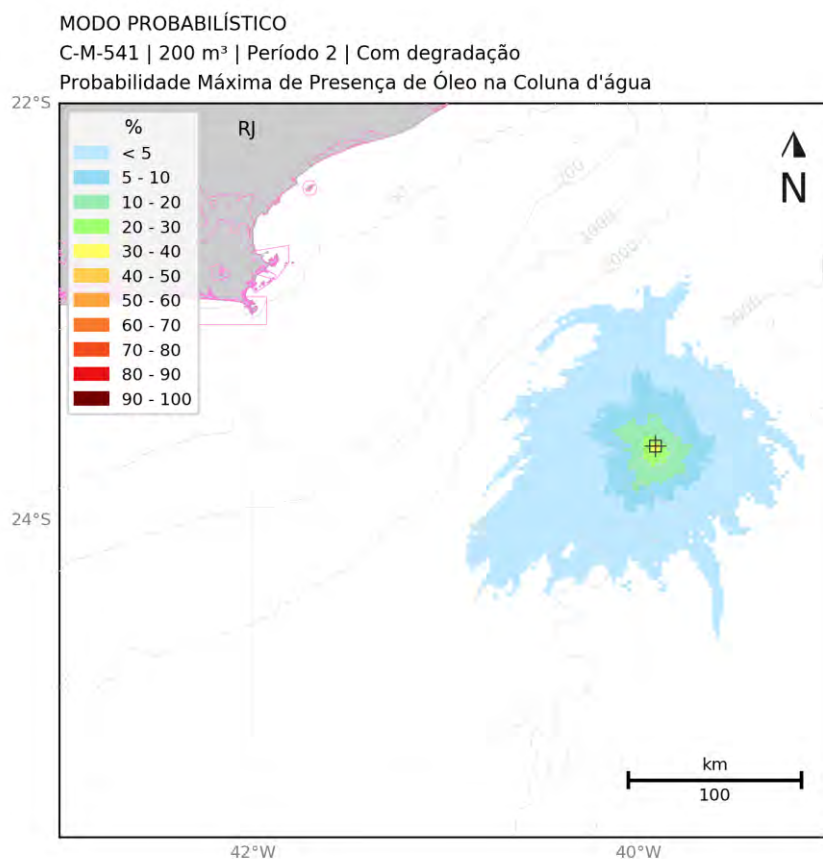 MODO PROBABILÍSTICO
C-M-541 | 200 m³ | Período 2 | Com degradação
Probabilidade Máxima de Presença de Óleo na Coluna d'água
22°S
%
RJ
< 5
5 - 10
10 - 20
20 - 30
30 - 40
40 - 50
50 - 60
60 - 70
70 - 80
80 - 90
90 - 100
N
200
3000
24°S
km
100
42°W
40°W